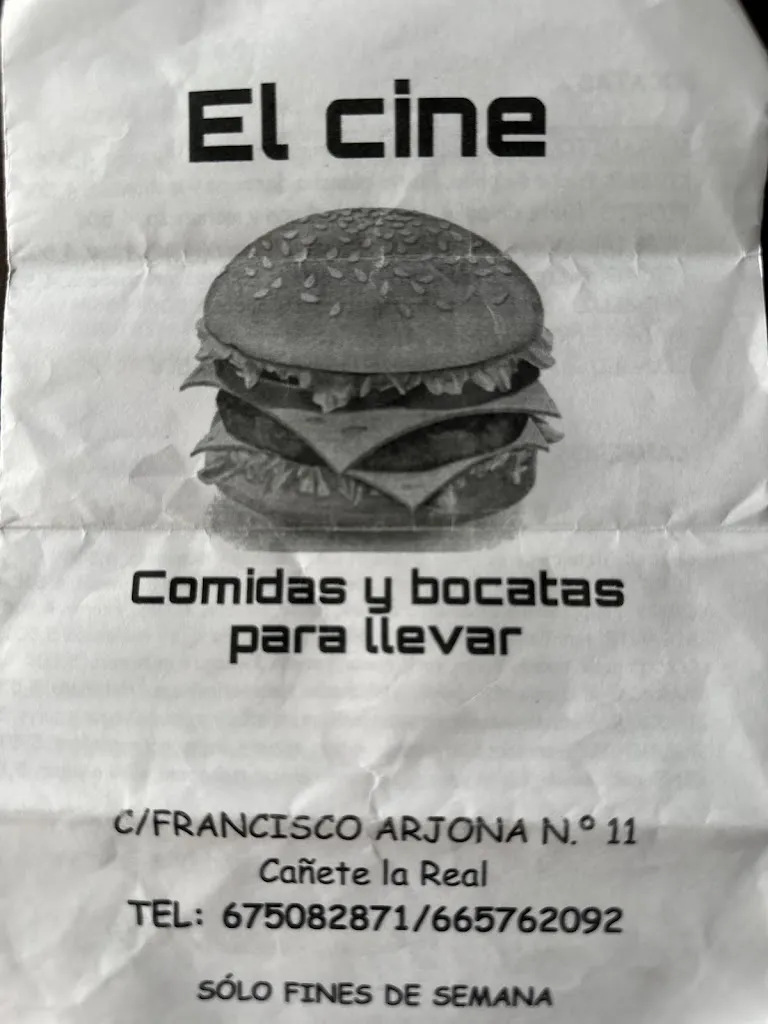 El cine
Comidas y bocatas
para llevar
C/FRANCISCO ARJONA N.º 11
Cañete la Real
TEL: 675082871/665762092
SÓLO FINES DE SEMANA